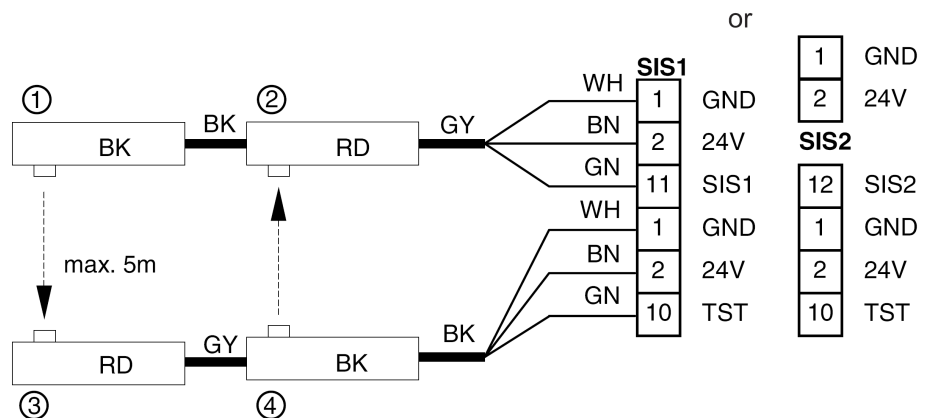 or
① BK
BK
② RD
GY
③ RD
GY
④ BK
BK
max. 5m
SIS1
WH 1 GND
BN 2 24V
GN 11 SIS1
WH 1 GND
BN 2 24V
GN 10 TST
1 GND
2 24V
SIS2
12 SIS2
1 GND
2 24V
10 TST